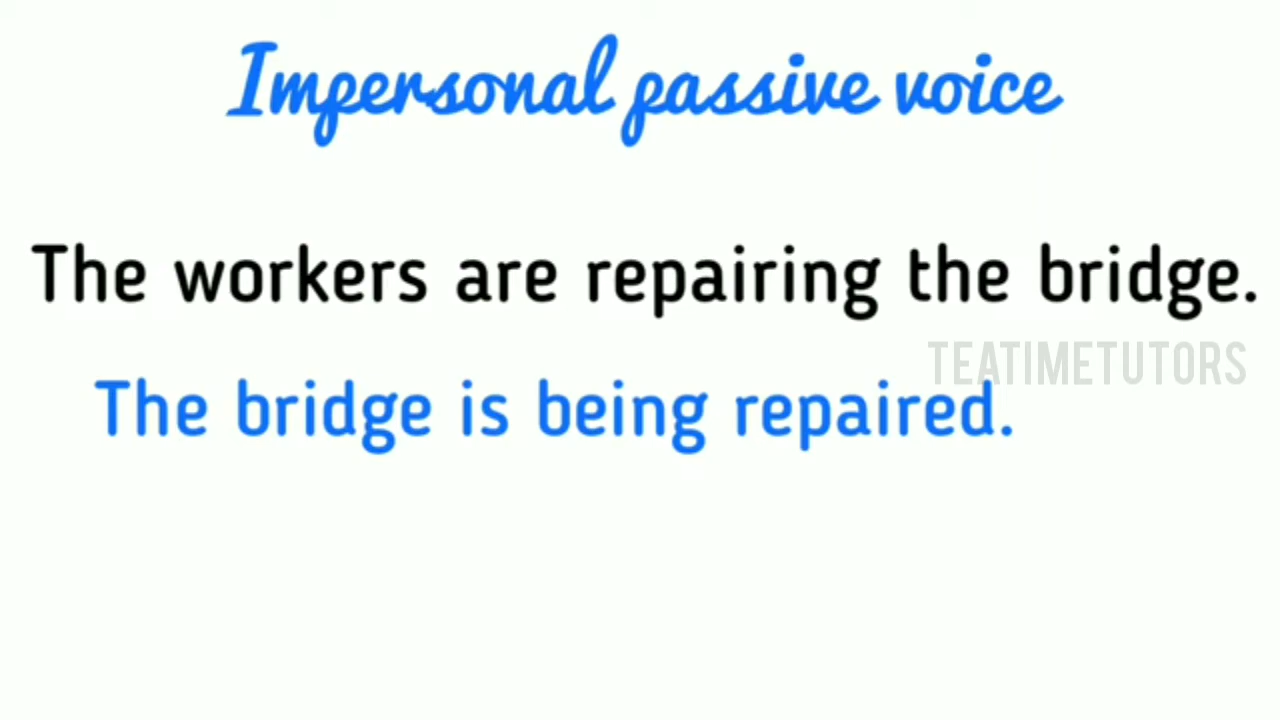 Impersonal passive voice
The workers are repairing the bridge.
TEATIMETUTORS
The bridge is being repaired.